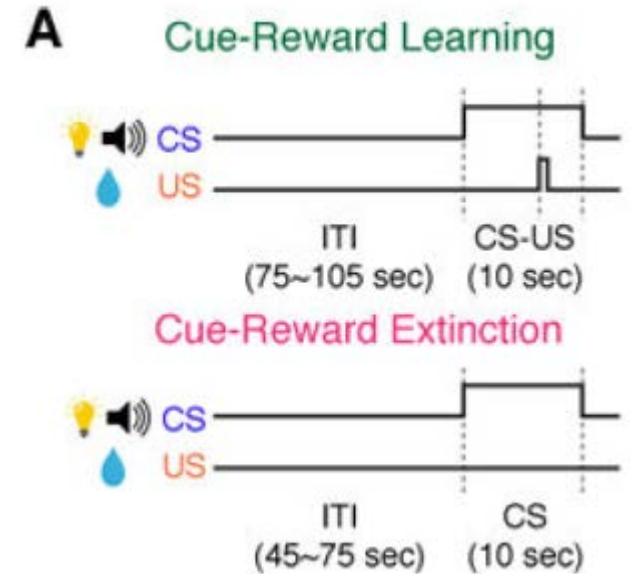 A
Cue-Reward Learning
CS
US
ITI CS-US
(75~105 sec) (10 sec)
Cue-Reward Extinction
CS
US
ITI CS
(45~75 sec) (10 sec)